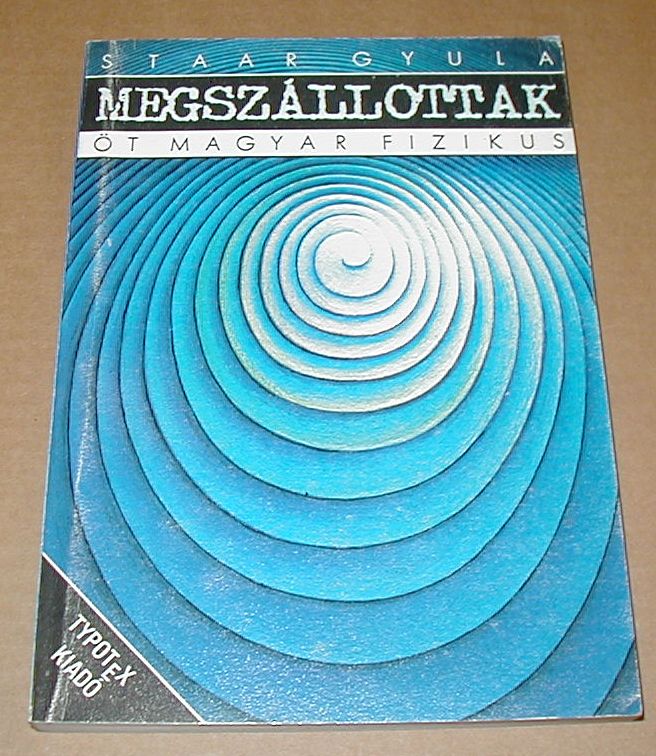 STAAR GYULA
MEGSZÁLLOTTAK
ÖT MAGYAR FIZIKUS
TYPOTEX
KIADÓ